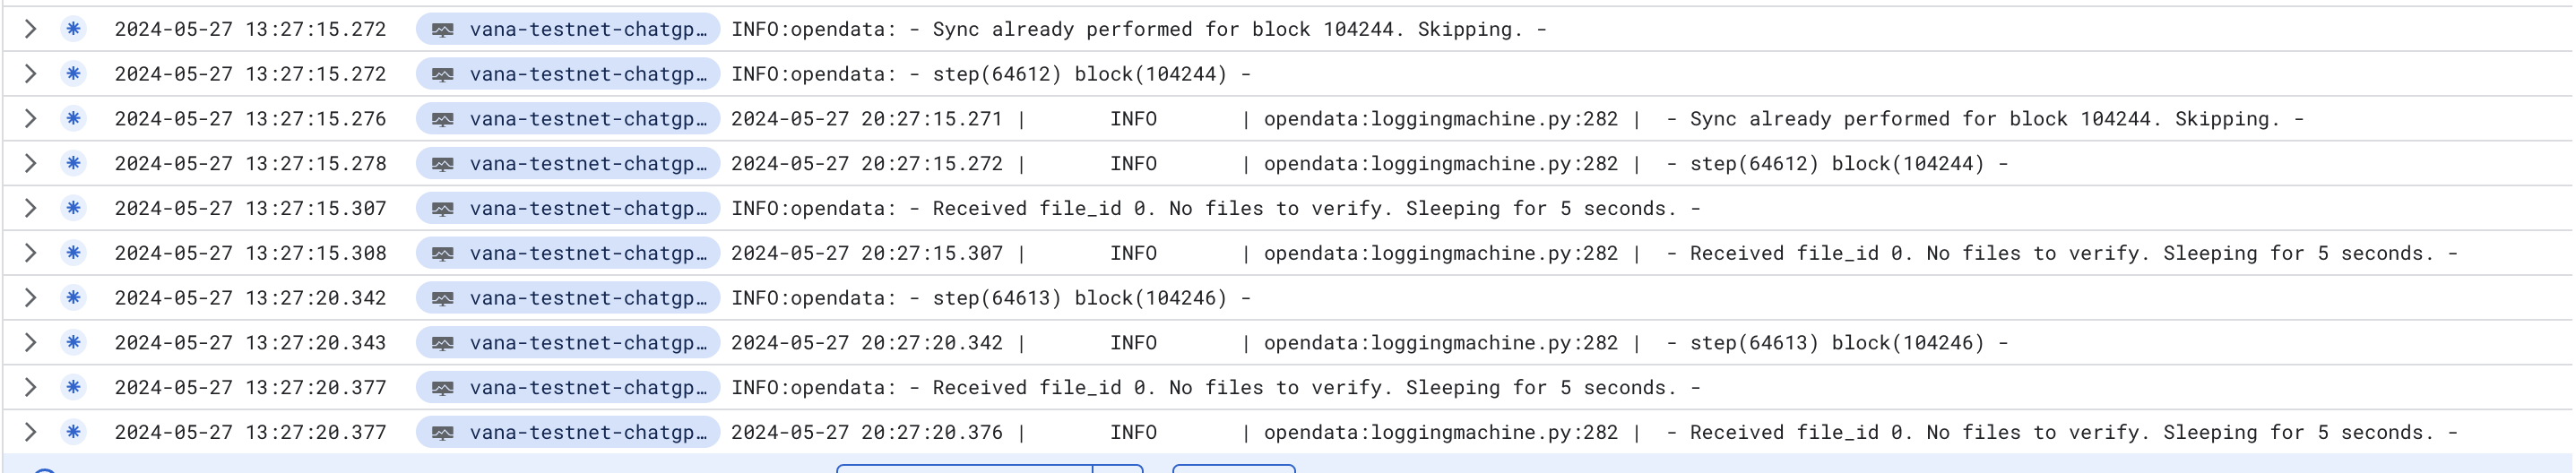 2024-05-27 13:27:15.272 vana-testnet-chatgp… INFO:opendata: - Sync already performed for block 104244. Skipping. -
2024-05-27 13:27:15.272 vana-testnet-chatgp… INFO:opendata: - step(64612) block(104244) -
2024-05-27 13:27:15.276 vana-testnet-chatgp… 2024-05-27 20:27:15.271 | INFO | opendata:loggingmachine.py:282 | - Sync already performed for block 104244. Skipping. -
2024-05-27 13:27:15.278 vana-testnet-chatgp… 2024-05-27 20:27:15.272 | INFO | opendata:loggingmachine.py:282 | - step(64612) block(104244) -
2024-05-27 13:27:15.307 vana-testnet-chatgp… INFO:opendata: - Received file_id 0. No files to verify. Sleeping for 5 seconds. -
2024-05-27 13:27:15.308 vana-testnet-chatgp… 2024-05-27 20:27:15.307 | INFO | opendata:loggingmachine.py:282 | - Received file_id 0. No files to verify. Sleeping for 5 seconds. -
2024-05-27 13:27:20.342 vana-testnet-chatgp… INFO:opendata: - step(64613) block(104246) -
2024-05-27 13:27:20.343 vana-testnet-chatgp… 2024-05-27 20:27:20.342 | INFO | opendata:loggingmachine.py:282 | - step(64613) block(104246) -
2024-05-27 13:27:20.377 vana-testnet-chatgp… INFO:opendata: - Received file_id 0. No files to verify. Sleeping for 5 seconds. -
2024-05-27 13:27:20.377 vana-testnet-chatgp… 2024-05-27 20:27:20.376 | INFO | opendata:loggingmachine.py:282 | - Received file_id 0. No files to verify. Sleeping for 5 seconds. -